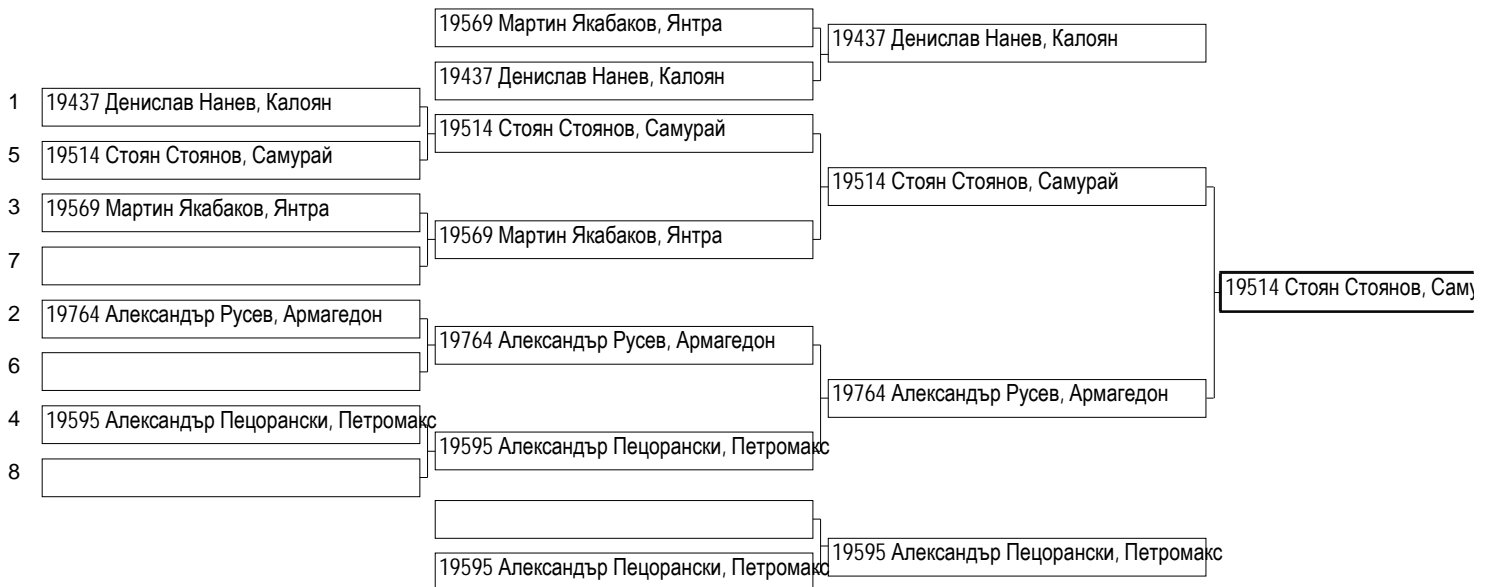 19569 Мартин Якабаков, Янтра
19437 Денислав Нанев, Калоян
19437 Денислав Нанев, Калоян
1 19437 Денислав Нанев, Калоян
19514 Стоян Стоянов, Самурай
5 19514 Стоян Стоянов, Самурай
19514 Стоян Стоянов, Самурай
3 19569 Мартин Якабаков, Янтра
19569 Мартин Якабаков, Янтра
7
19514 Стоян Стоянов, Саму
2 19764 Александър Русев, Армагедон
19764 Александър Русев, Армагедон
6
19764 Александър Русев, Армагедон
4 19595 Александър Пецорански, Петромакс
19595 Александър Пецорански, Петромакс
8
19595 Александър Пецорански, Петромакс
19595 Александър Пецорански, Петромакс